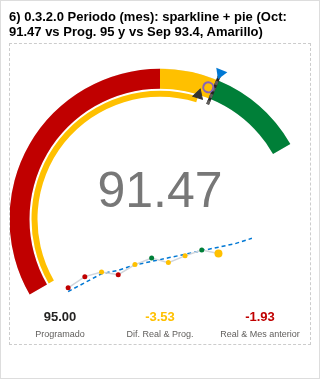 6) 0.3.2.0 Periodo (mes): sparkline + pie (Oct:
91.47 vs Prog. 95 y vs Sep 93.4, Amarillo)
91.47
95.00 -3.53 -1.93
Programado Dif. Real & Prog. Real & Mes anterior